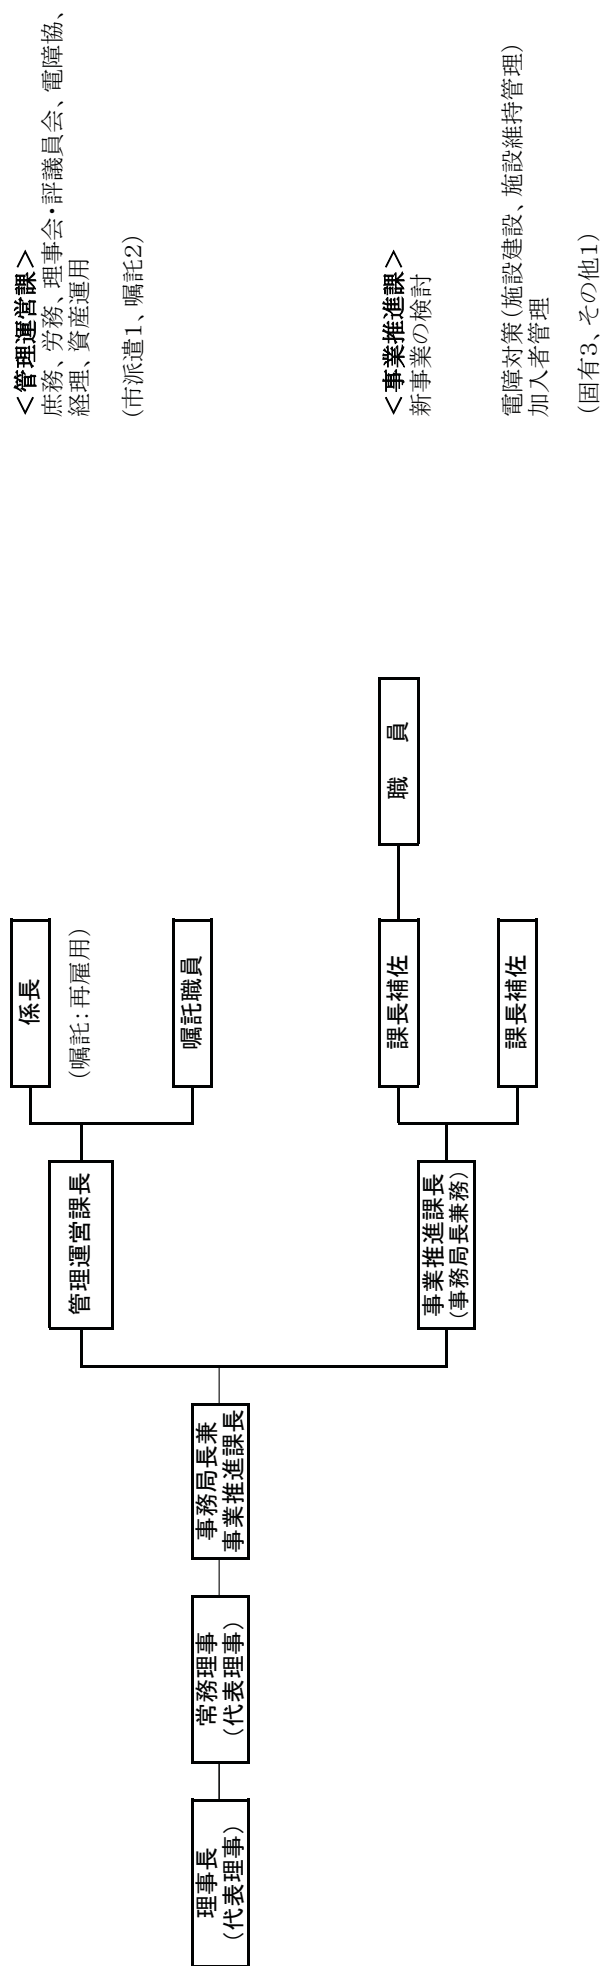 理事長
(代表理事)
常務理事
(代表理事)
事務局長兼
事業推進課長
管理運営課長
係長
(嘱託:再雇用)
嘱託職員
<管理運営課>
庶務、労務、理事会・評議員会、電障協、
経理、資産運用
(市派遣1、嘱託2)
事業推進課長
(事務局長兼務)
課長補佐
職　員
課長補佐
<事業推進課>
新事業の検討
電障対策(施設建設、施設維持管理)
加入者管理
(固有3、その他1)